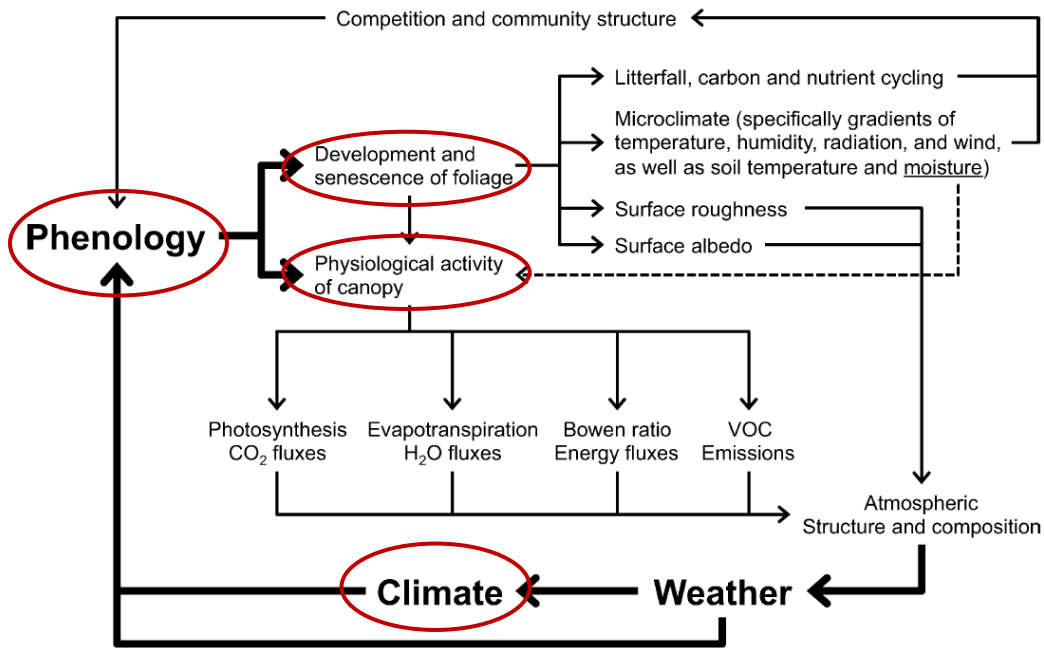 Competition and community structure
Litterfall, carbon and nutrient cycling
Microclimate (specifically gradients of
temperature, humidity, radiation, and wind,
as well as soil temperature and moisture)
Development and
senescence of foliage
Surface roughness
Phenology
Surface albedo
Physiological activity
of canopy
Photosynthesis
CO₂ fluxes
Evapotranspiration
H₂O fluxes
Bowen ratio
Energy fluxes
VOC
Emissions
Atmospheric
Structure and composition
Climate
Weather